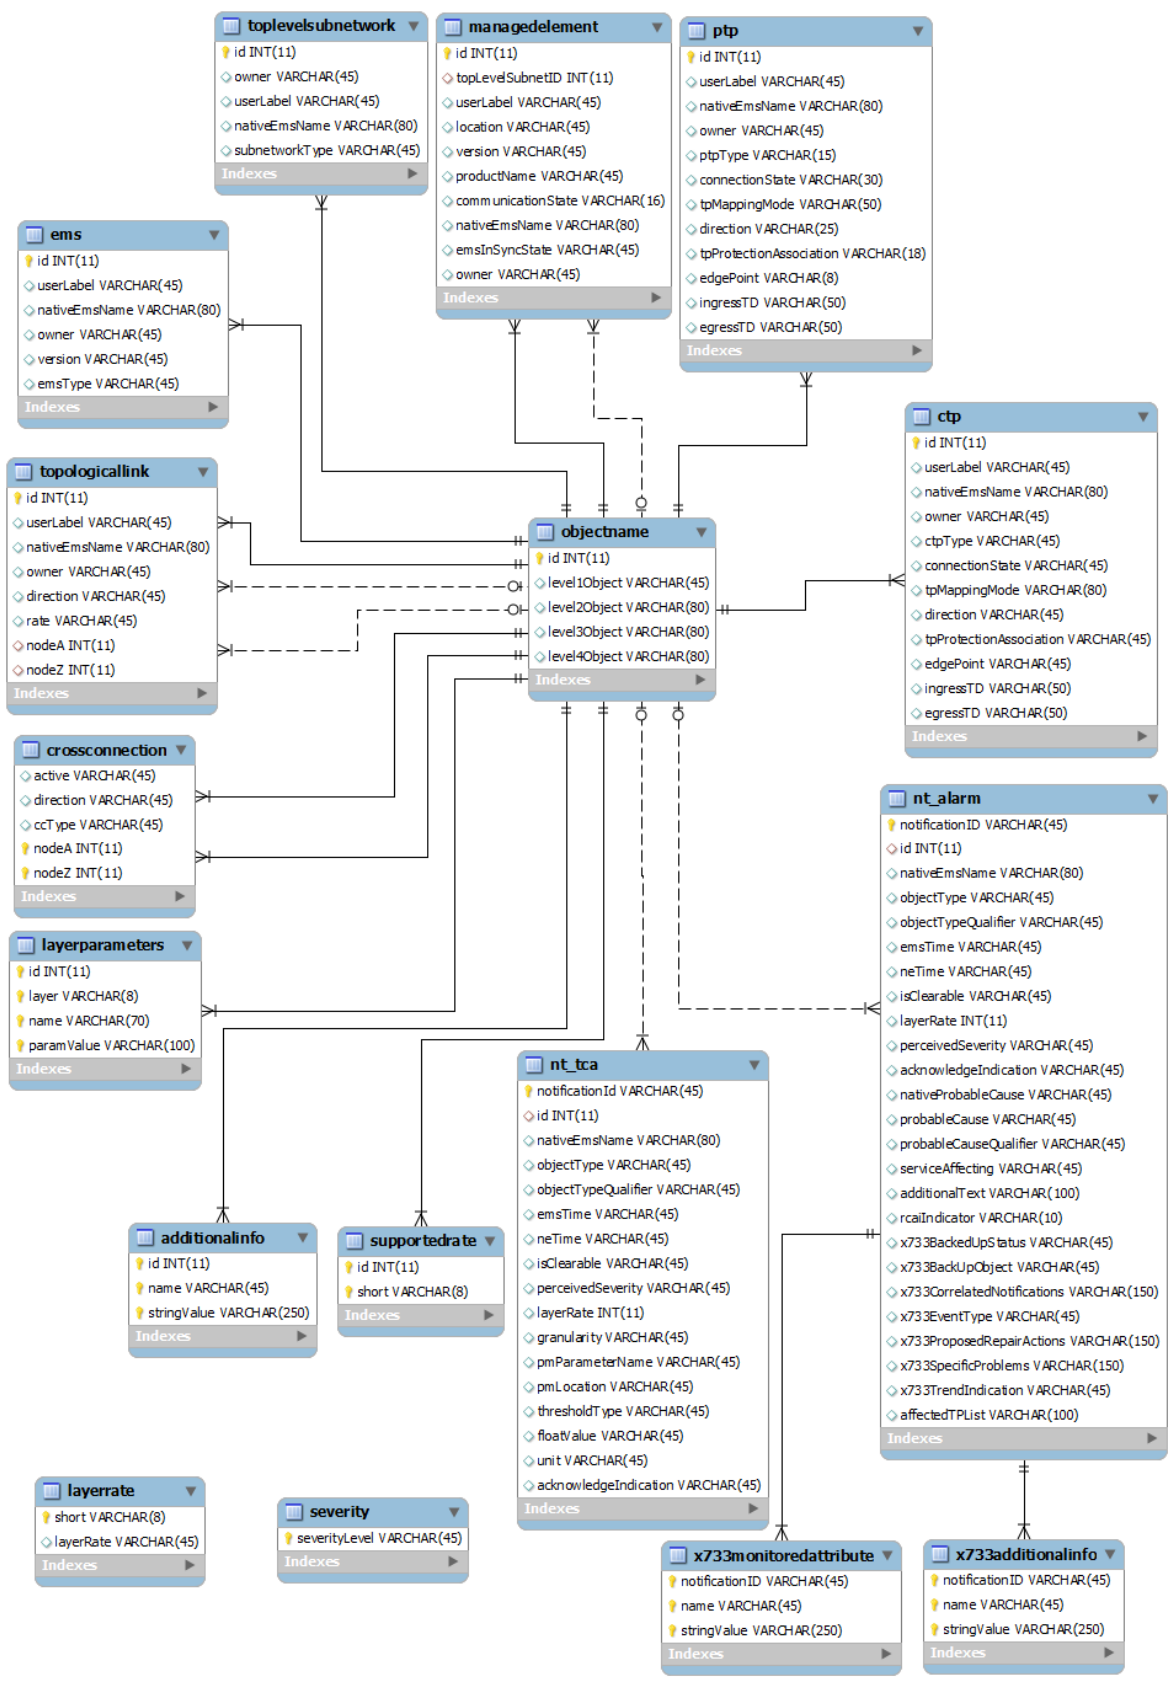 toplevelsubnetwork
id INT(11)
owner VARCHAR(45)
userLabel VARCHAR(45)
nativeEmsName VARCHAR(80)
subnetworkType VARCHAR(45)
Indexes
managedelement
id INT(11)
topLevelSubnetID INT(11)
userLabel VARCHAR(45)
location VARCHAR(45)
version VARCHAR(45)
productName VARCHAR(45)
communicationState VARCHAR(16)
nativeEmsName VARCHAR(80)
emsInSyncState VARCHAR(45)
owner VARCHAR(45)
Indexes
ptp
id INT(11)
userLabel VARCHAR(45)
nativeEmsName VARCHAR(80)
owner VARCHAR(45)
ptpType VARCHAR(15)
connectionState VARCHAR(30)
tpMappingMode VARCHAR(50)
direction VARCHAR(25)
tpProtectionAssociation VARCHAR(18)
edgePoint VARCHAR(8)
ingressTD VARCHAR(50)
egressTD VARCHAR(50)
Indexes
ems
id INT(11)
userLabel VARCHAR(45)
nativeEmsName VARCHAR(80)
owner VARCHAR(45)
version VARCHAR(45)
emsType VARCHAR(45)
Indexes
ctp
id INT(11)
userLabel VARCHAR(45)
nativeEmsName VARCHAR(80)
owner VARCHAR(45)
ctpType VARCHAR(45)
connectionState VARCHAR(45)
tpMappingMode VARCHAR(80)
direction VARCHAR(45)
tpProtectionAssociation VARCHAR(45)
edgePoint VARCHAR(45)
ingressTD VARCHAR(50)
egressTD VARCHAR(50)
Indexes
topologicallink
id INT(11)
userLabel VARCHAR(45)
nativeEmsName VARCHAR(80)
owner VARCHAR(45)
direction VARCHAR(45)
rate VARCHAR(45)
nodeA INT(11)
nodeZ INT(11)
Indexes
objectname
id INT(11)
level1Object VARCHAR(45)
level2Object VARCHAR(80)
level3Object VARCHAR(80)
level4Object VARCHAR(80)
Indexes
crossconnection
active VARCHAR(45)
direction VARCHAR(45)
ccType VARCHAR(45)
nodeA INT(11)
nodeZ INT(11)
Indexes
nt_alarm
notificationID VARCHAR(45)
id INT(11)
nativeEmsName VARCHAR(80)
objectType VARCHAR(45)
objectTypeQualifier VARCHAR(45)
emsTime VARCHAR(45)
neTime VARCHAR(45)
isClearable VARCHAR(45)
layerRate INT(11)
perceivedSeverity VARCHAR(45)
acknowledgeIndication VARCHAR(45)
nativeProbableCause VARCHAR(45)
probableCause VARCHAR(45)
probableCauseQualifier VARCHAR(45)
serviceAffecting VARCHAR(45)
additionalText VARCHAR(100)
rcaiIndicator VARCHAR(10)
x733BackedUpStatus VARCHAR(45)
x733BackUpObject VARCHAR(45)
x733CorrelatedNotifications VARCHAR(150)
x733EventType VARCHAR(45)
x733ProposedRepairActions VARCHAR(150)
x733SpecificProblems VARCHAR(150)
x733TrendIndication VARCHAR(45)
affectedTPList VARCHAR(100)
Indexes
layerparameters
id INT(11)
layer VARCHAR(8)
name VARCHAR(70)
paramValue VARCHAR(100)
Indexes
nt_tca
notificationId VARCHAR(45)
id INT(11)
nativeEmsName VARCHAR(80)
objectType VARCHAR(45)
objectTypeQualifier VARCHAR(45)
emsTime VARCHAR(45)
neTime VARCHAR(45)
isClearable VARCHAR(45)
perceivedSeverity VARCHAR(45)
layerRate INT(11)
granularity VARCHAR(45)
pmParameterName VARCHAR(45)
pmLocation VARCHAR(45)
thresholdType VARCHAR(45)
floatValue VARCHAR(45)
unit VARCHAR(45)
acknowledgeIndication VARCHAR(45)
Indexes
additionalinfo
id INT(11)
name VARCHAR(45)
stringValue VARCHAR(250)
Indexes
supportedrate
id INT(11)
short VARCHAR(8)
Indexes
layerrate
short VARCHAR(8)
layerRate VARCHAR(45)
Indexes
severity
severityLevel VARCHAR(45)
Indexes
x733monitoredattribute
notificationID VARCHAR(45)
name VARCHAR(45)
stringValue VARCHAR(250)
Indexes
x733additionalinfo
notificationID VARCHAR(45)
name VARCHAR(45)
stringValue VARCHAR(250)
Indexes